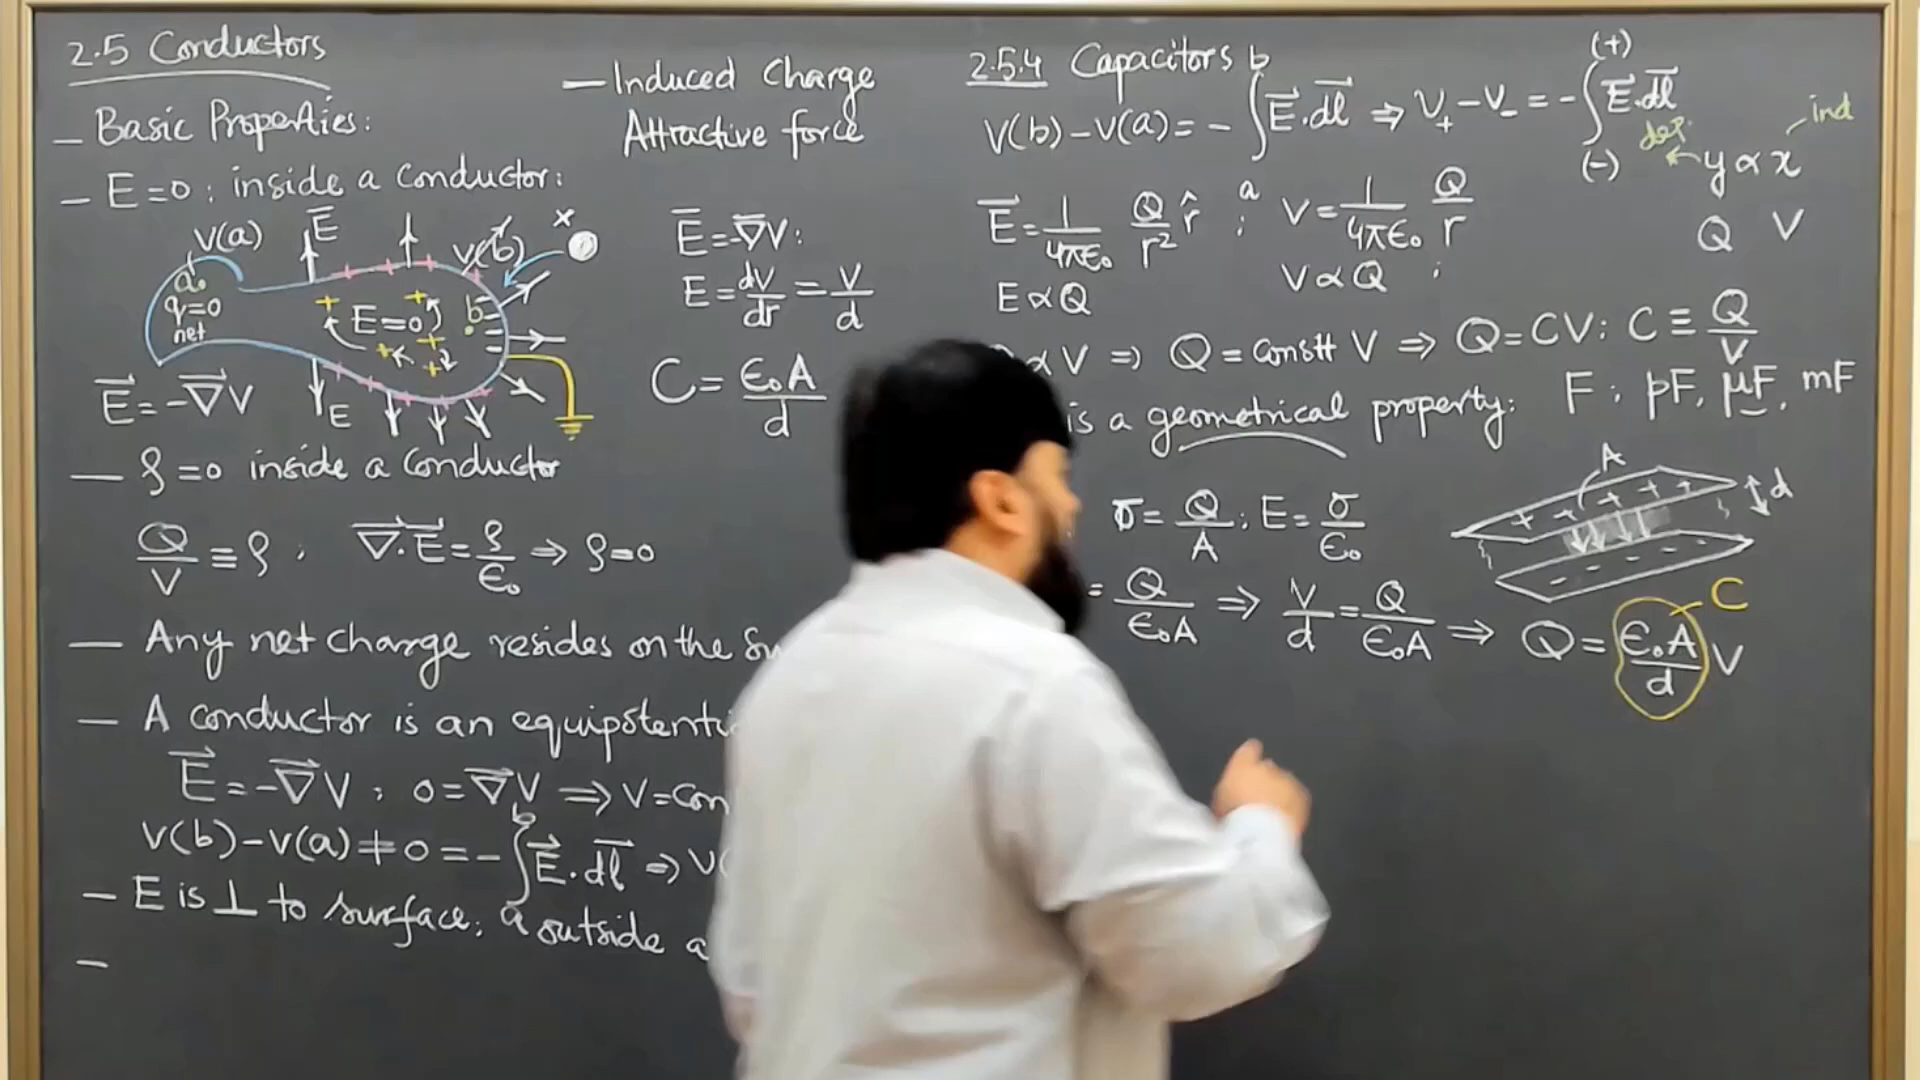 2.5 Conductors
— Basic Properties:
— E=0: inside a conductor:
V(a)
E⃗
V(b)
x
a.
q=0
net
E=0
b
E⃗ = -∇⃗V
E
— ρ=0 inside a conductor
Q/V ≡ ρ ; ∇⃗·E⃗ = ρ/ϵ₀ ⇒ ρ=0
— Any net charge resides on the
— A conductor is an
E⃗ = -∇⃗V ; 0 = ∇⃗V ⇒ V=
V(b)-V(a)≠0 = -∫_a^b E⃗·dl⃗ ⇒
— E is ⊥ to surface; outside a
—
— Induced Charge
Attractive force
E̅ = -∇̅V:
E = dV/dr = V/d
C = ϵ₀A/d
2.5.4 Capacitors
V(b)-V(a) = -∫_a^b E⃗·dl⃗ ⇒ V₊-V₋ = -∫_(-)^(+) E⃗·dl⃗
ind
dep.
y ∝ x
Q V
E⃗ = 1/4πϵ₀ Q/r² r̂ ; V = 1/4πϵ₀ Q/r
E ∝ Q
V ∝ Q ;
∝ V ⇒ Q = constt V ⇒ Q = CV: C ≡ Q/V
is a geometrical property: F: pF, μF, mF
A
d
σ = Q/A ; E = σ/ϵ₀
= Q/ϵ₀A ⇒ V/d = Q/ϵ₀A ⇒ Q = ϵ₀A/d V
C